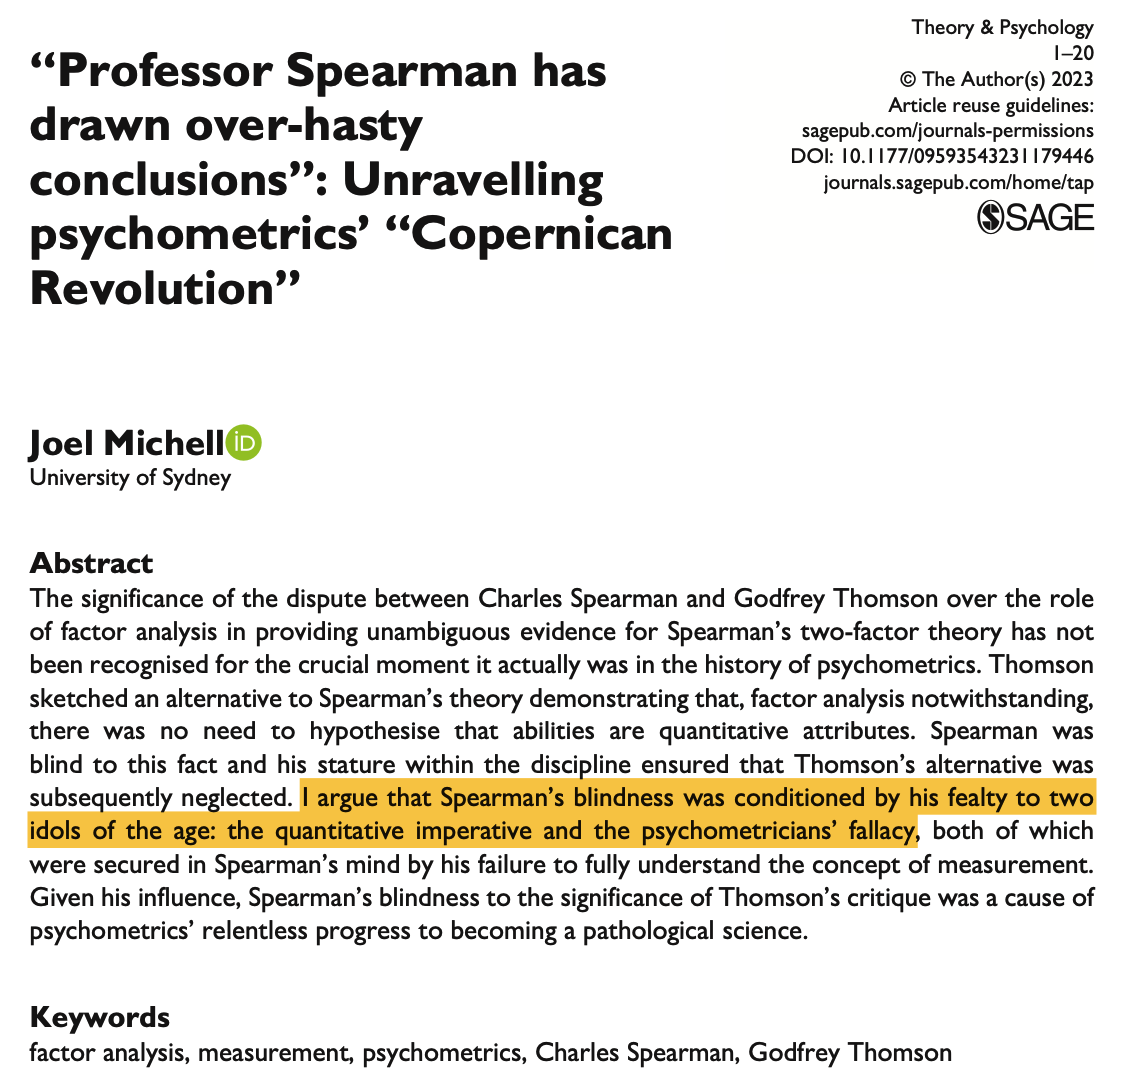 Theory & Psychology
1–20
© The Author(s) 2023
Article reuse guidelines:
sagepub.com/journals-permissions
DOI: 10.1177/09593543231179446
journals.sagepub.com/home/tap
SSAGE
“Professor Spearman has
drawn over-hasty
conclusions”: Unravelling
psychometrics’ “Copernican
Revolution”
Joel Michell iD
University of Sydney
Abstract
The significance of the dispute between Charles Spearman and Godfrey Thomson over the role
of factor analysis in providing unambiguous evidence for Spearman’s two-factor theory has not
been recognised for the crucial moment it actually was in the history of psychometrics. Thomson
sketched an alternative to Spearman’s theory demonstrating that, factor analysis notwithstanding,
there was no need to hypothesise that abilities are quantitative attributes. Spearman was
blind to this fact and his stature within the discipline ensured that Thomson’s alternative was
subsequently neglected. I argue that Spearman’s blindness was conditioned by his fealty to two
idols of the age: the quantitative imperative and the psychometricians’ fallacy, both of which
were secured in Spearman’s mind by his failure to fully understand the concept of measurement.
Given his influence, Spearman’s blindness to the significance of Thomson’s critique was a cause of
psychometrics’ relentless progress to becoming a pathological science.
Keywords
factor analysis, measurement, psychometrics, Charles Spearman, Godfrey Thomson